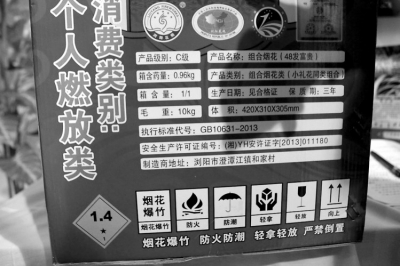 消费类别:
个人燃放类
产品级别：C级
产品名称：组合烟花（48发富贵）
箱含药量：0.96kg
产品类别：组合烟花类（小礼花同类组合）
箱含量：1/1
生产日期：见合格证 保质期：三年
毛重：10kg
体积：420X310X305mm
执行标准代号：GB10631-2013
安全生产许可证编号：(湘)YH安许证字[2013]011180
制造商地址：浏阳市澄潭江镇和家村
1.4
1
烟花
爆竹
烟花爆竹
防火
防潮
轻拿
轻放
向上
烟花爆竹 防火防潮 轻拿轻放 严禁倒置